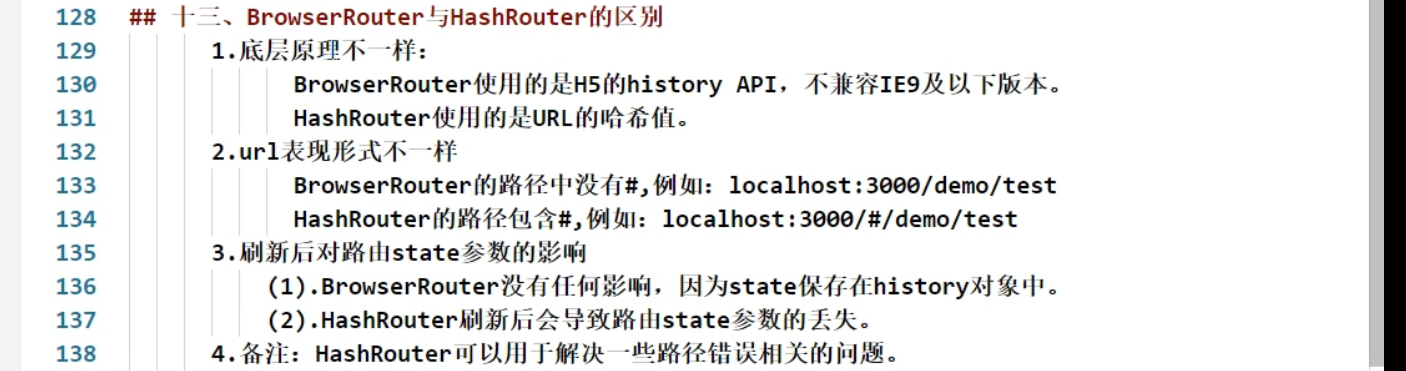 128 ## 十三、BrowserRouter与HashRouter的区别
129 1.底层原理不一样:
130 BrowserRouter使用的是H5的history API，不兼容IE9及以下版本。
131 HashRouter使用的是URL的哈希值。
132 2.url表现形式不一样
133 BrowserRouter的路径中没有#,例如：localhost:3000/demo/test
134 HashRouter的路径包含#,例如：localhost:3000/#/demo/test
135 3.刷新后对路由state参数的影响
136 (1).BrowserRouter没有任何影响，因为state保存在history对象中。
137 (2).HashRouter刷新后会导致路由state参数的丢失。
138 4.备注：HashRouter可以用于解决一些路径错误相关的问题。